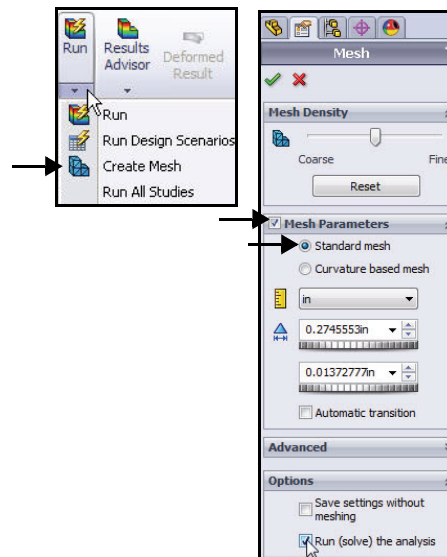 Run
Results Advisor
Deformed Result
Run
Run Design Scenarios
Create Mesh
Run All Studies
Mesh
Mesh Density
Coarse
Fine
Reset
Mesh Parameters
Standard mesh
Curvature based mesh
in
0.2745553in
0.01372777in
Automatic transition
Advanced
Options
Save settings without
meshing
Run (solve) the analysis